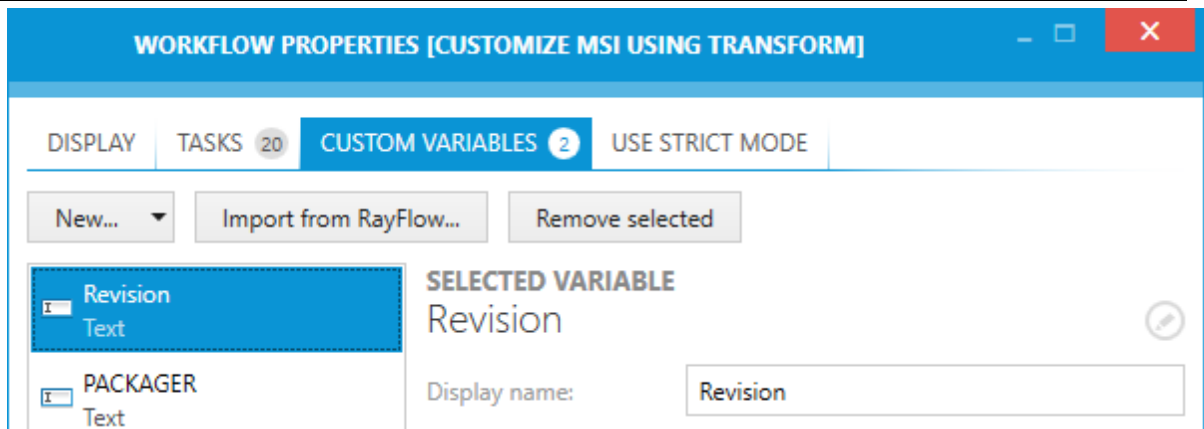 WORKFLOW PROPERTIES [CUSTOMIZE MSI USING TRANSFORM]
DISPLAY TASKS 20 CUSTOM VARIABLES 2 USE STRICT MODE
New... Import from RayFlow... Remove selected
Revision
Text
PACKAGER
Text
SELECTED VARIABLE
Revision
Display name: Revision